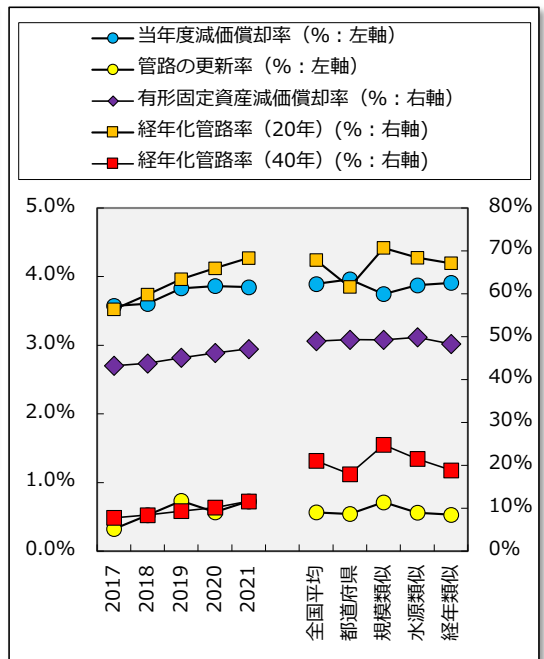 当年度減価償却率（%：左軸）
管路の更新率（%：左軸）
有形固定資産減価償却率（%：右軸）
経年化管路率（20年）(%：右軸)
経年化管路率（40年）(%：右軸)
5.0%
4.0%
3.0%
2.0%
1.0%
0.0%
80%
70%
60%
50%
40%
30%
20%
10%
0%
2017
2018
2019
2020
2021
全国平均
都道府県
規模類似
水源類似
経年類似